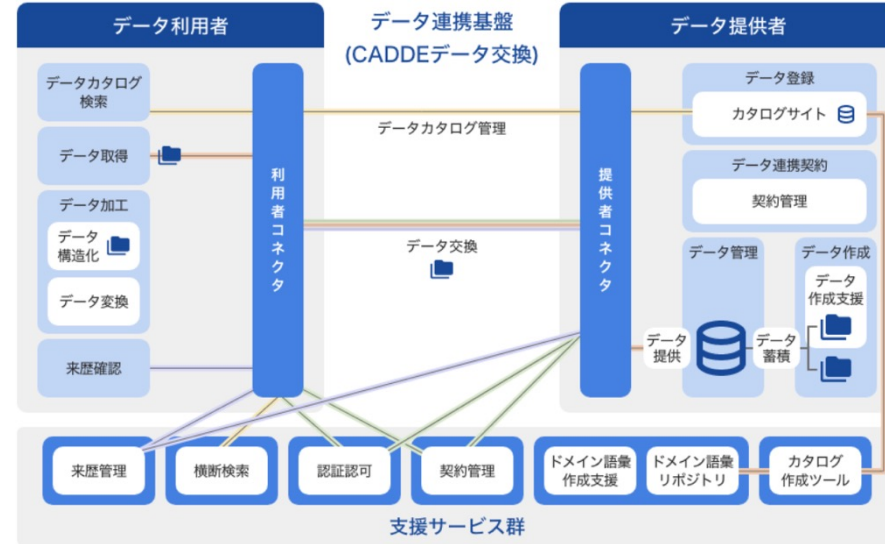 データ利用者
データ連携基盤
(CADDEデータ交換)
データ提供者
データカタログ
検索
データ取得
データ加工
データ
構造化
データ変換
来歴確認
利用者コネクタ
データカタログ管理
データ交換
提供者コネクタ
データ登録
カタログサイト
データ連携契約
契約管理
データ管理
データ作成
データ
作成支援
データ
提供
データ
蓄積
来歴管理
横断検索
認証認可
契約管理
ドメイン語彙
作成支援
ドメイン語彙
リポジトリ
カタログ
作成ツール
支援サービス群